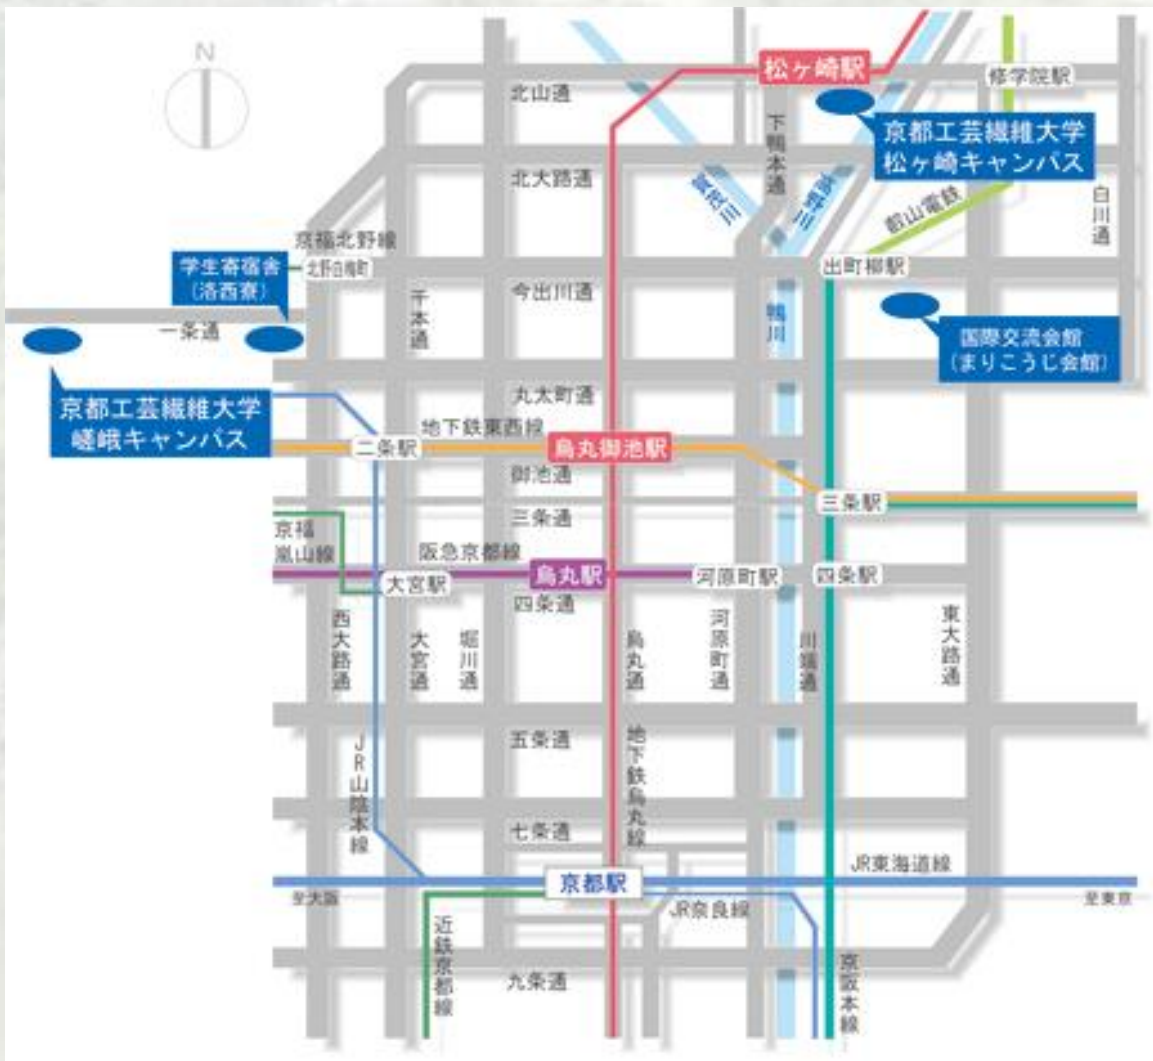 N
松ヶ崎駅
修学院駅
北山通
下鴨本通
京都工芸繊維大学
松ヶ崎キャンパス
北大路通
賀茂川
高野川
叡山電鉄
白川通
京福北野線
学生寄宿舎
(洛西寮)
北野白梅町
出町柳駅
今出川通
千本通
鴨川
一条通
国際交流会館
(まりこうじ会館)
丸太町通
京都工芸繊維大学
嵯峨キャンパス
地下鉄東西線
二条駅
烏丸御池駅
御池通
三条駅
三条通
京福
嵐山線
阪急京都線
烏丸駅
河原町駅
四条駅
大宮駅
四条通
西大路通
大宮通
堀川通
烏丸通
河原町通
川端通
東大路通
五条通
地下鉄烏丸線
JR山陰本線
七条通
JR東海道線
京都駅
至大阪
至東京
JR奈良線
近鉄京都線
京阪本線
九条通